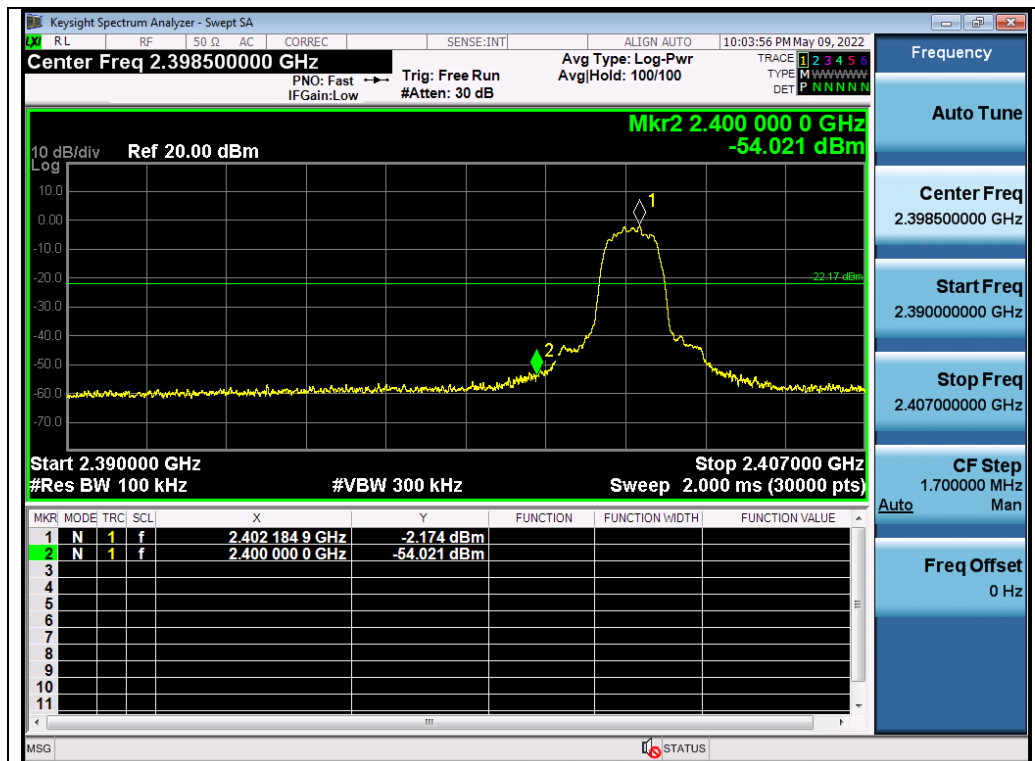 Keysight Spectrum Analyzer - Swept SA
LXI RL RF 50 Ω AC CORREC SENSE:INT ALIGN AUTO 10:03:56 PM May 09, 2022
Center Freq 2.398500000 GHz
PNO: Fast
IFGain:Low
Trig: Free Run
#Atten: 30 dB
Avg Type: Log-Pwr
Avg|Hold: 100/100
TRACE 1 2 3 4 5 6
TYPE M WWWWW
DET P N N N N N
Mkr2 2.400 000 0 GHz
-54.021 dBm
10 dB/div Ref 20.00 dBm
Log
10.0
0.00
-10.0
-20.0
-30.0
-40.0
-50.0
-60.0
-70.0
1
-22.17 dBm
2
Start 2.390000 GHz Stop 2.407000 GHz
#Res BW 100 kHz #VBW 300 kHz Sweep 2.000 ms (30000 pts)
MKR MODE TRC SCL X Y FUNCTION FUNCTION WIDTH FUNCTION VALUE
1 N 1 f 2.402 184 9 GHz -2.174 dBm
2 N 1 f 2.400 000 0 GHz -54.021 dBm
3
4
5
6
7
8
9
10
11
MSG STATUS
Frequency
Auto Tune
Center Freq
2.398500000 GHz
Start Freq
2.390000000 GHz
Stop Freq
2.407000000 GHz
CF Step
1.700000 MHz
Auto Man
Freq Offset
0 Hz